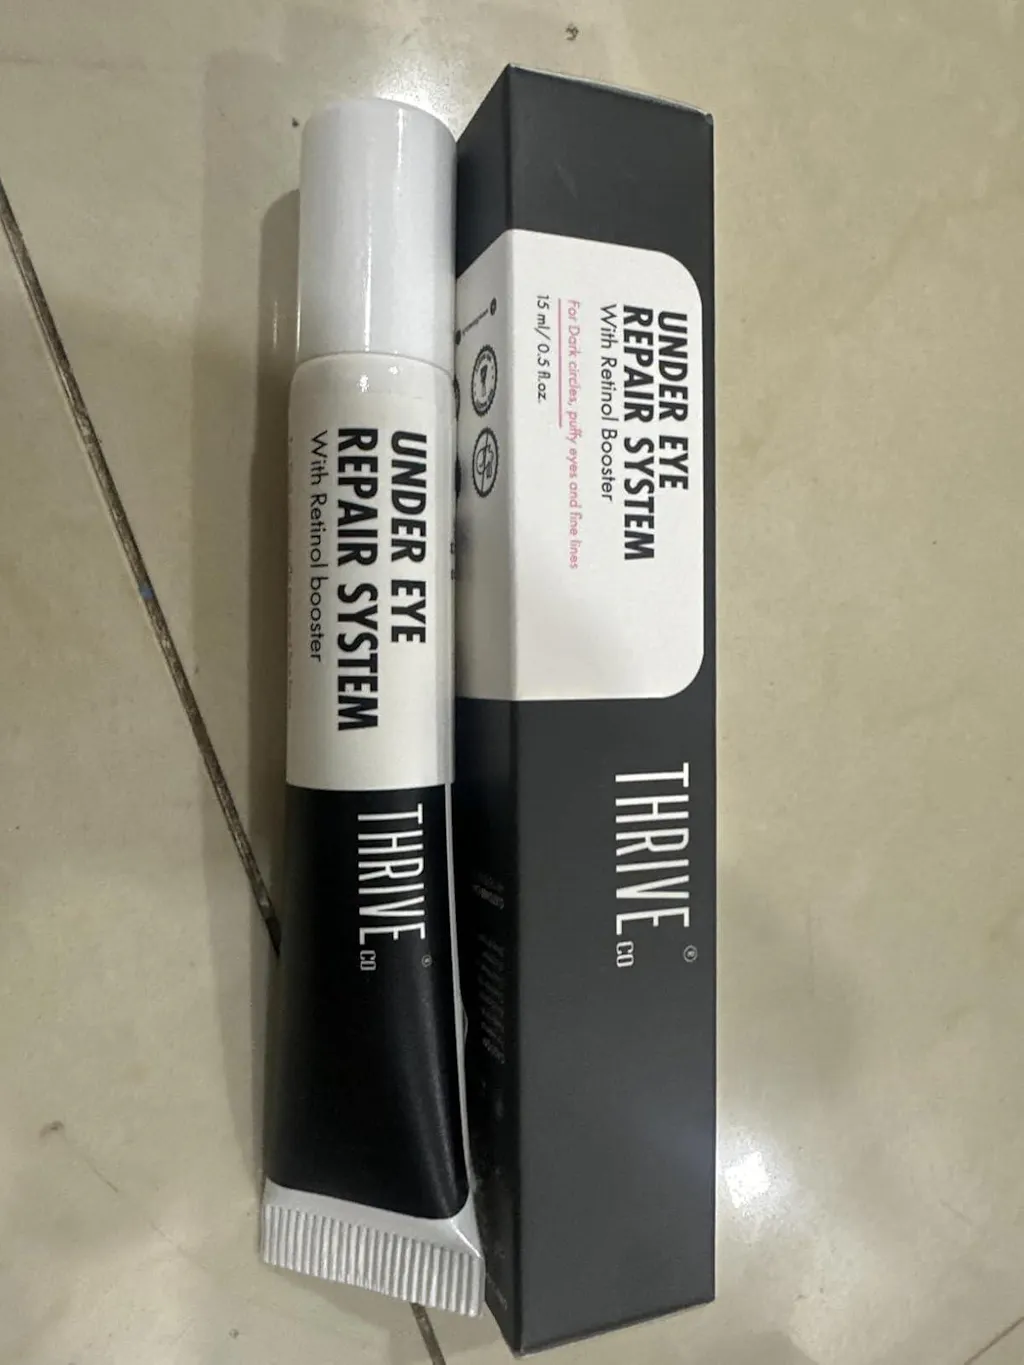 UNDER EYE
REPAIR SYSTEM
With Retinol Booster
For Dark circles, puffy eyes and fine lines
15 ml/0.5 fl.oz.
THRIVE CO ®
UNDER EYE
REPAIR SYSTEM
With Retinol booster
THRIVE CO ®